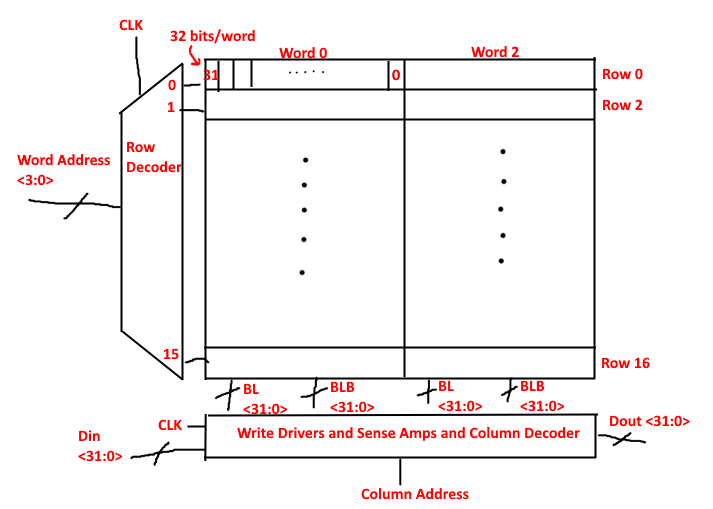 CLK
32 bits/word
Word 0
Word 2
31
.....
0
Row 0
0
1
Row 2
Row
Decoder
Word Address
<3:0>
15
Row 16
BL
<31:0>
BLB
<31:0>
BL
<31:0>
BLB
<31:0>
CLK
Write Drivers and Sense Amps and Column Decoder
Dout <31:0>
Din
<31:0>
Column Address